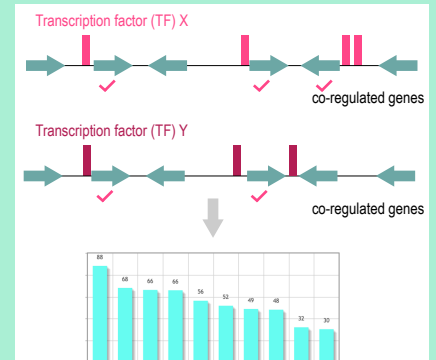 Transcription factor (TF) X
co-regulated genes
Transcription factor (TF) Y
co-regulated genes
88
68
66
66
56
52
49
48
32
30